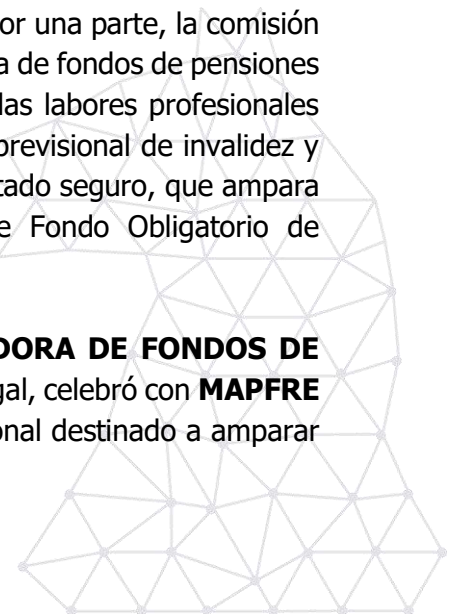 or una parte, la comisión
a de fondos de pensiones
las labores profesionales
previsional de invalidez y
tado seguro, que ampara
e Fondo Obligatorio de
DORA DE FONDOS DE
gal, celebró con MAPFRE
onal destinado a amparar